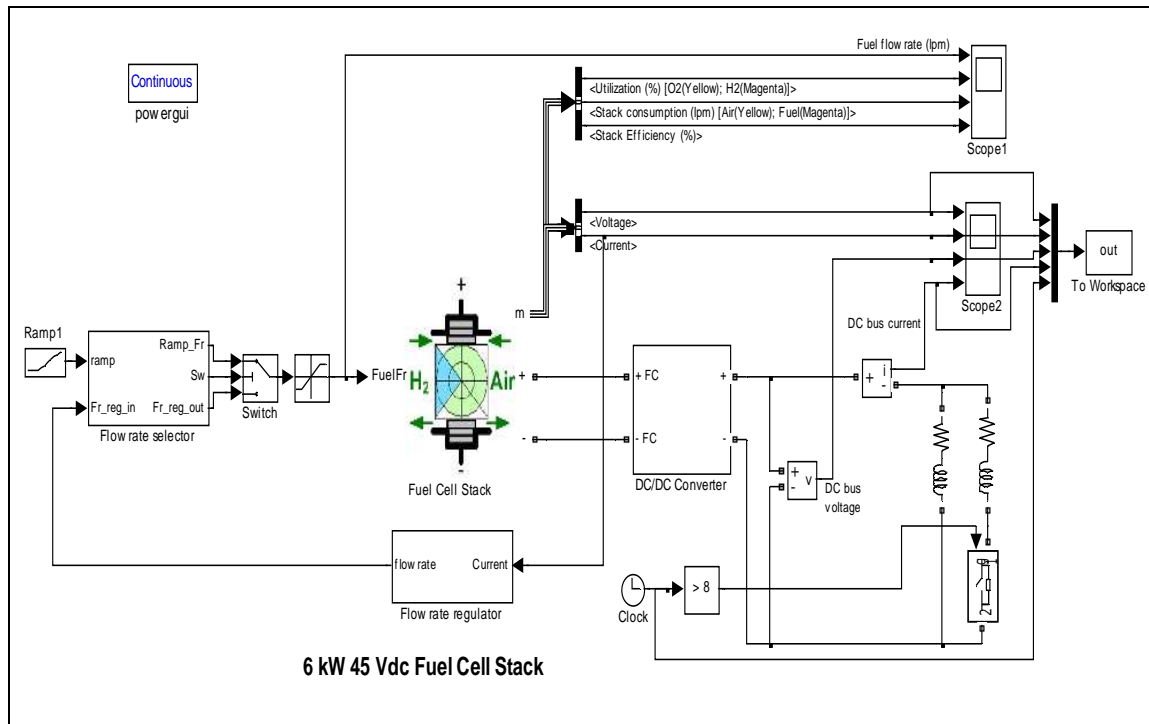 Fuel flow rate (lpm)
Continuous
powergui
<Utilization (%) [O2(Yellow); H2(Magenta)]>
<Stack consumption (lpm) [Air(Yellow; Fuel(Magenta)]>
<Stack Efficiency (%)>
Scope1
<Voltage>
<Current>
out
To Workspace
Scope2
+
m
DC bus current
Ramp1
ramp
Ramp_Fr
Sw
Fr_reg_in
Fr_reg_out
Switch
Flow rate selector
FuelFr
H2
Air
+
-
-
Fuel Cell Stack
+ FC
+
- FC
-
DC/DC Converter
+
i
-
+
-
v
DC bus
voltage
flow rate
Current
Flow rate regulator
Clock
> 8
2
6 kW 45 Vdc Fuel Cell Stack